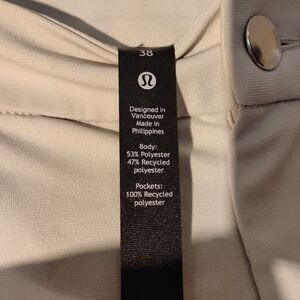 38
Designed in
Vancouver
Made in
Philippines
Body:
53% Polyester
47% Recycled
polyester
Pockets:
100% Recycled
polyester